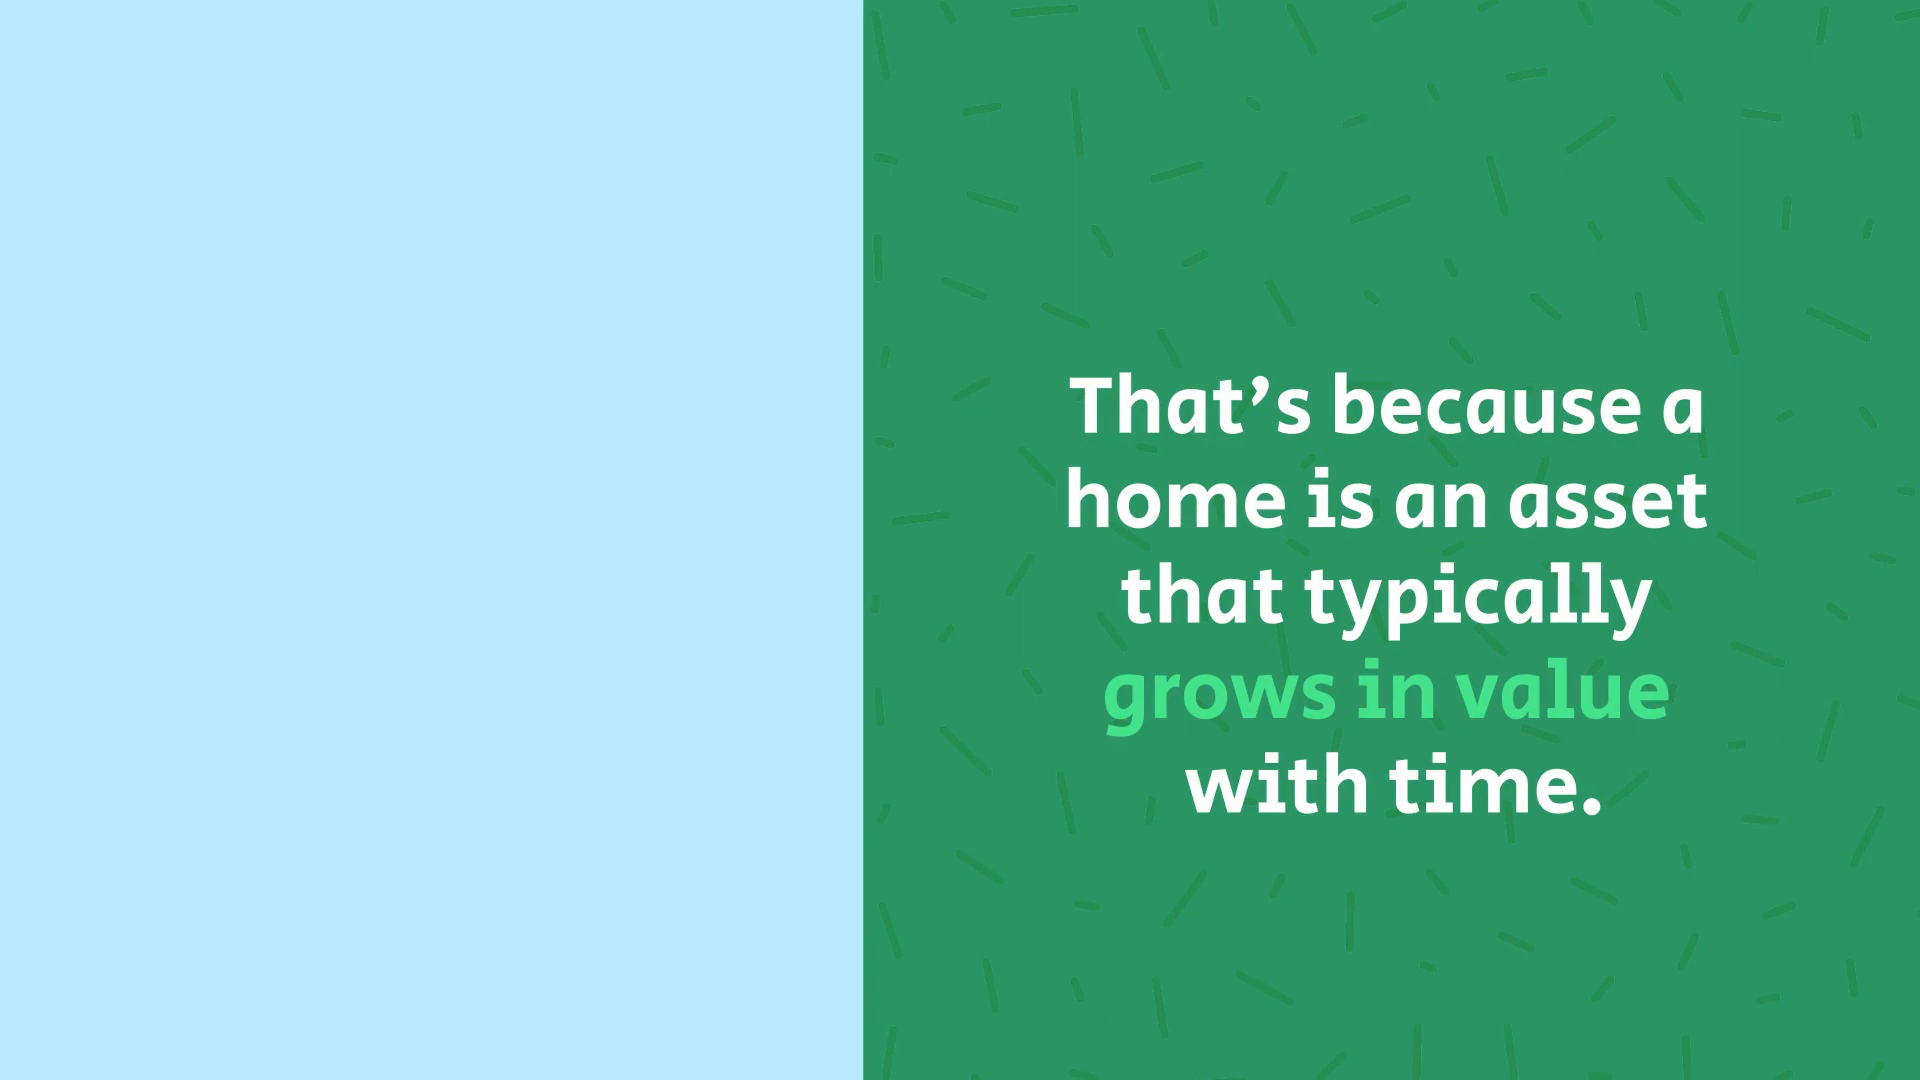 That’s because a
home is an asset
that typically
grows in value
with time.